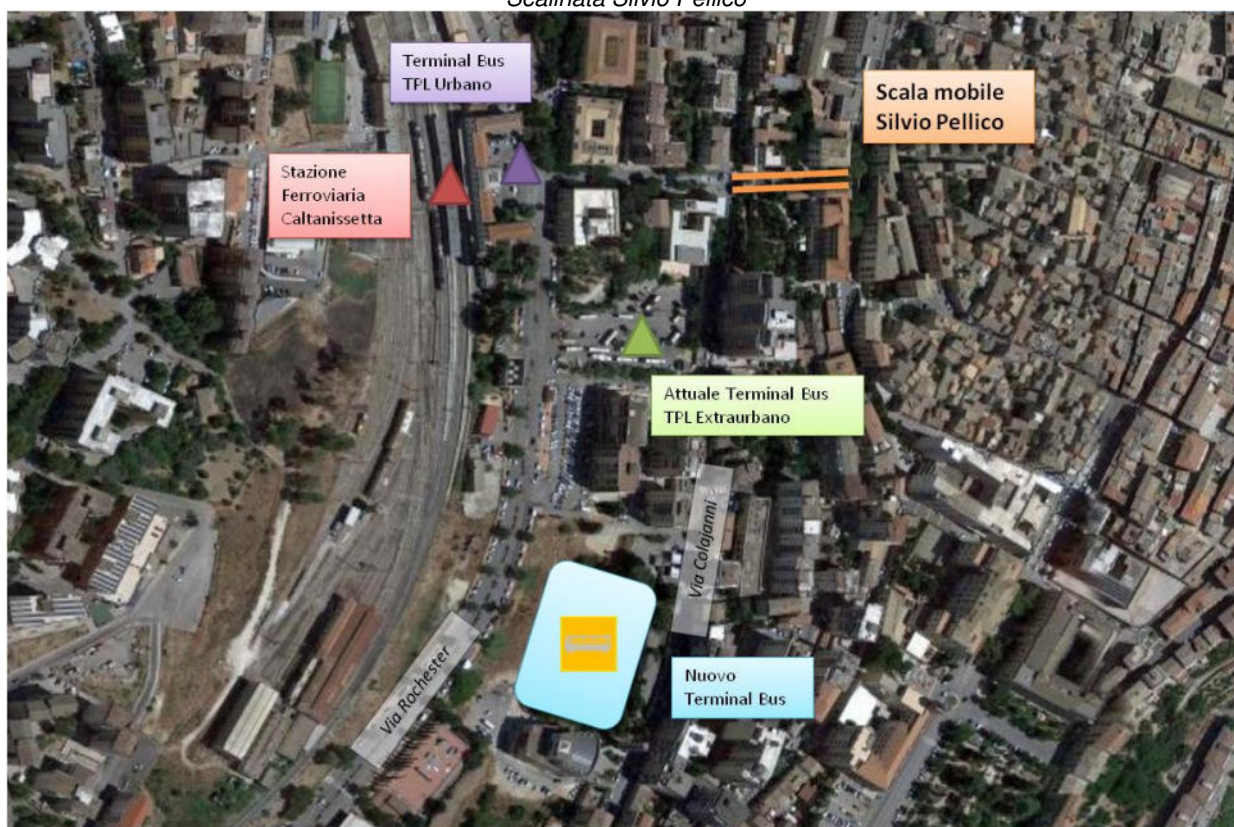 Scalinata Silvio Pellico
Terminal Bus
TPL Urbano
Scala mobile
Silvio Pellico
Stazione
Ferroviaria
Caltanissetta
Attuale Terminal Bus
TPL Extraurbano
Via Colajanni
Via Rochester
Nuovo
Terminal Bus